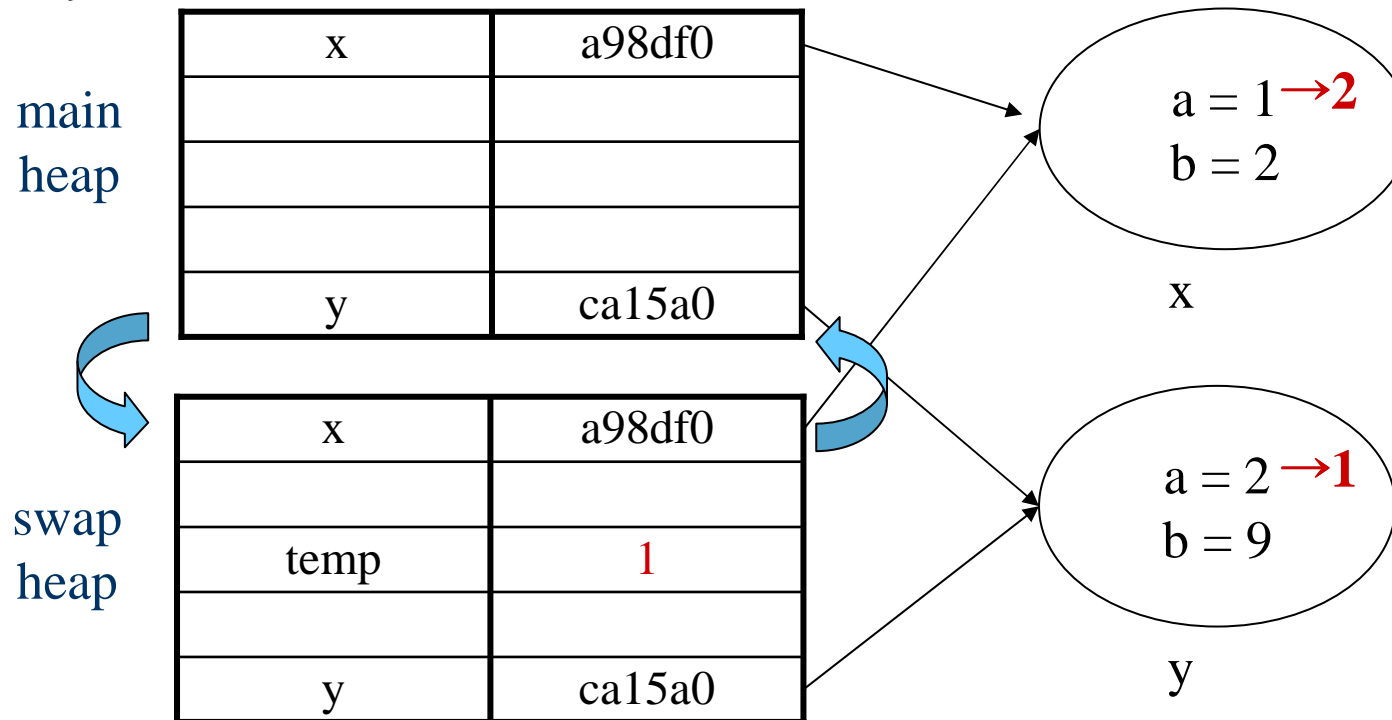 x a98df0
main
heap
y ca15a0
a = 1 →2
b = 2
x
x a98df0
swap
heap
temp 1
y ca15a0
a = 2 →1
b = 9
y